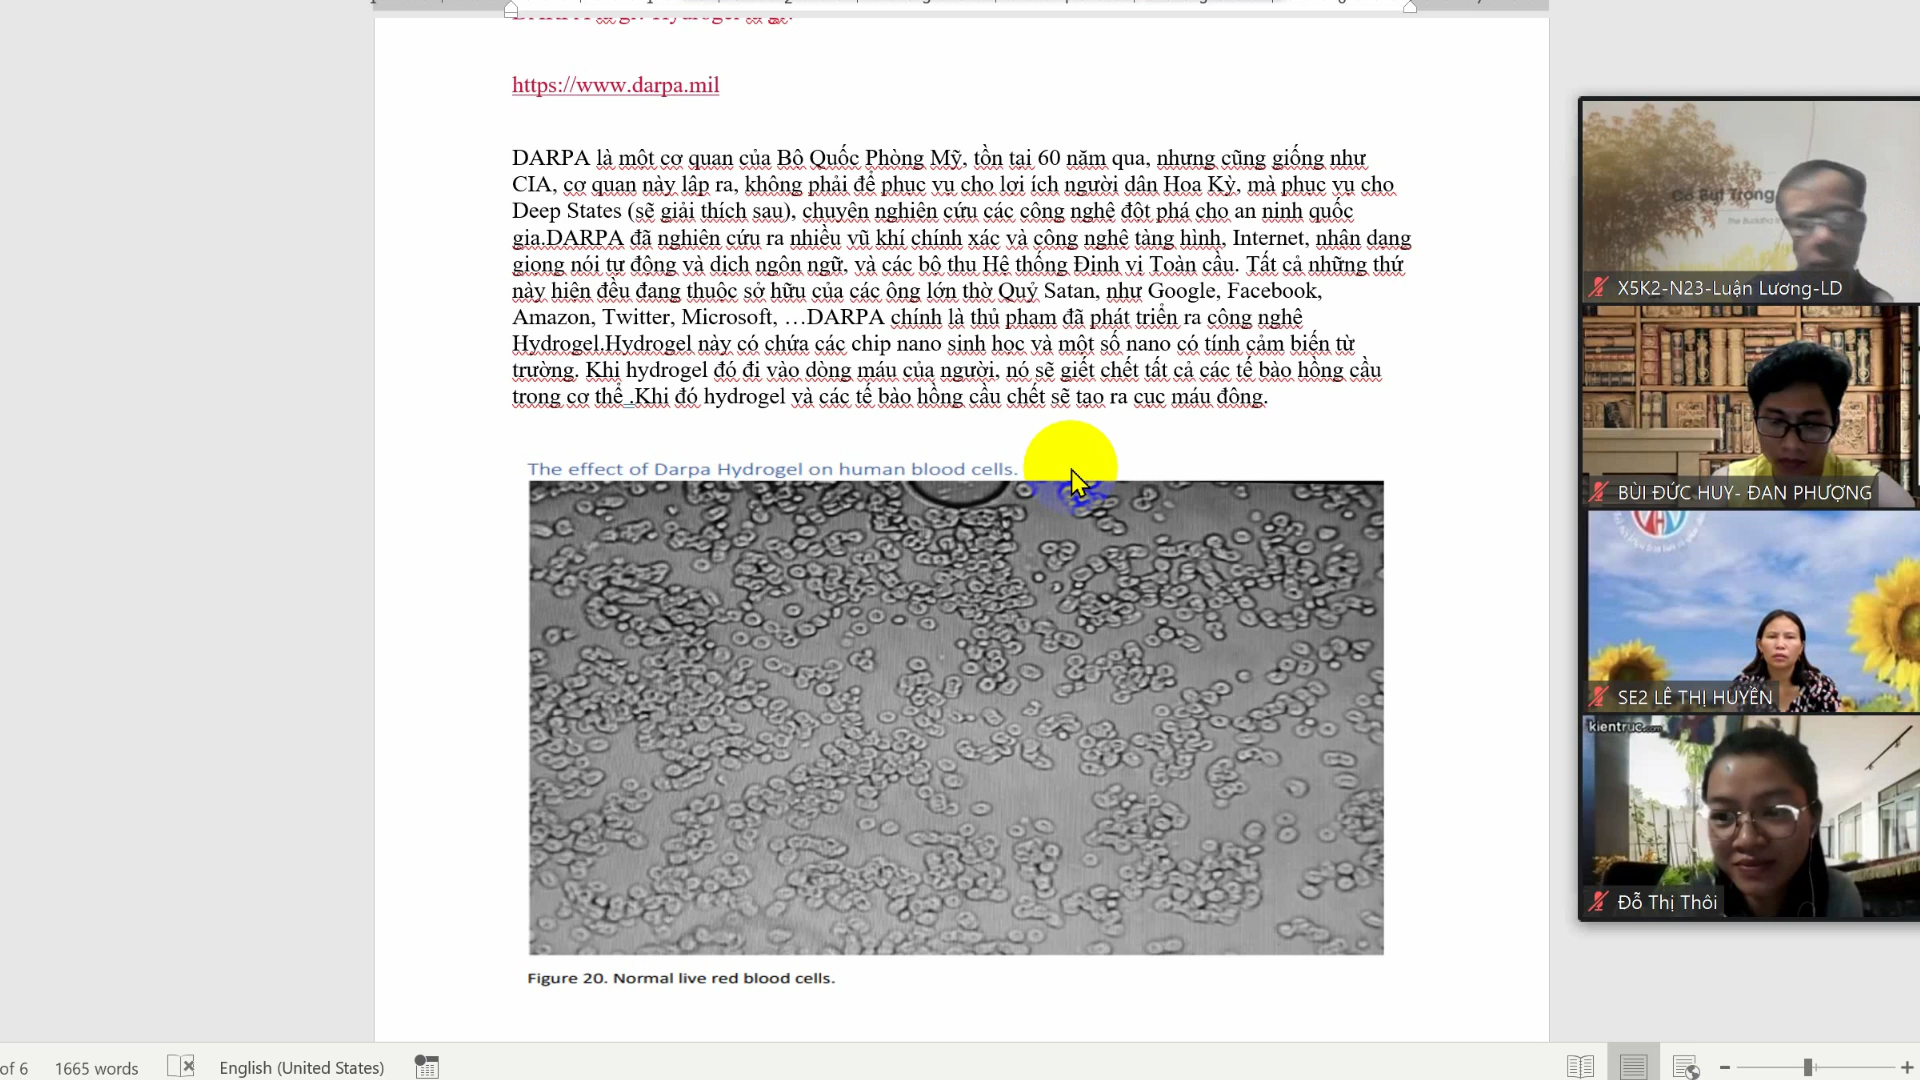 https://www.darpa.mil
DARPA là một cơ quan của Bộ Quốc Phòng Mỹ, tồn tại 60 năm qua, nhưng cũng giống như
CIA, cơ quan này lập ra, không phải để phục vụ cho lợi ích người dân Hoa Kỳ, mà phục vụ cho
Deep States (sẽ giải thích sau), chuyên nghiên cứu các công nghệ đột phá cho an ninh quốc
gia.DARPA đã nghiên cứu ra nhiều vũ khí chính xác và công nghệ tàng hình, Internet, nhận dạng
giọng nói tự động và dịch ngôn ngữ, và các bộ thu Hệ thống Định vị Toàn cầu. Tất cả những thứ
này hiện đều đang thuộc sở hữu của các ông lớn thờ Quỷ Satan, như Google, Facebook,
Amazon, Twitter, Microsoft, …DARPA chính là thủ phạm đã phát triển ra công nghệ
Hydrogel.Hydrogel này có chứa các chip nano sinh học và một số nano có tính cảm biến từ
trường. Khi hydrogel đó đi vào dòng máu của người, nó sẽ giết chết tất cả các tế bào hồng cầu
trong cơ thể .Khi đó hydrogel và các tế bào hồng cầu chết sẽ tạo ra cục máu đông.
The effect of Darpa Hydrogel on human blood cells.
Figure 20. Normal live red blood cells.
X5K2-N23-Luận Lương-LD
BÙI ĐỨC HUY- ĐAN PHƯỢNG
SE2 LÊ THỊ HUYỀN
kientruc.com
Đỗ Thị Thôi
of 6
1665 words
English (United States)